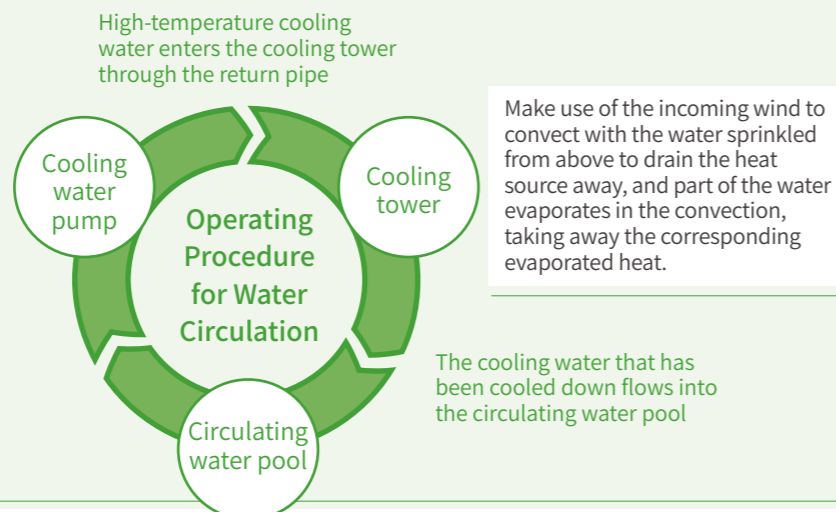 High-temperature cooling
water enters the cooling tower
through the return pipe
Cooling
water
pump
Cooling
tower
Make use of the incoming wind to
convect with the water sprinkled
from above to drain the heat
source away, and part of the water
evaporates in the convection,
taking away the corresponding
evaporated heat.
Operating
Procedure
for Water
Circulation
The cooling water that has
been cooled down flows into
the circulating water pool
Circulating
water pool